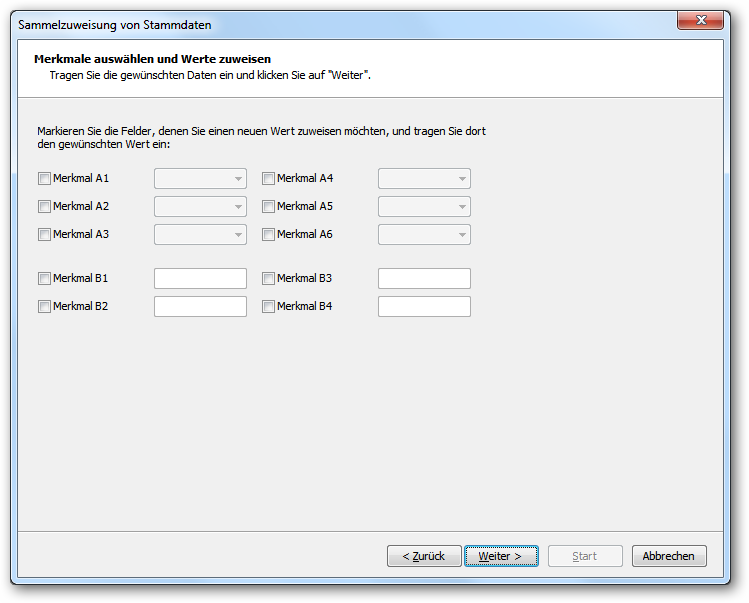 Sammelzuweisung von Stammdaten
Merkmale auswählen und Werte zuweisen
Tragen Sie die gewünschten Daten ein und klicken Sie auf "Weiter".
Markieren Sie die Felder, denen Sie einen neuen Wert zuweisen möchten, und tragen Sie dort
den gewünschten Wert ein:
Merkmal A1 Merkmal A4
Merkmal A2 Merkmal A5
Merkmal A3 Merkmal A6
Merkmal B1 Merkmal B3
Merkmal B2 Merkmal B4
< Zurück Weiter > Start Abbrechen